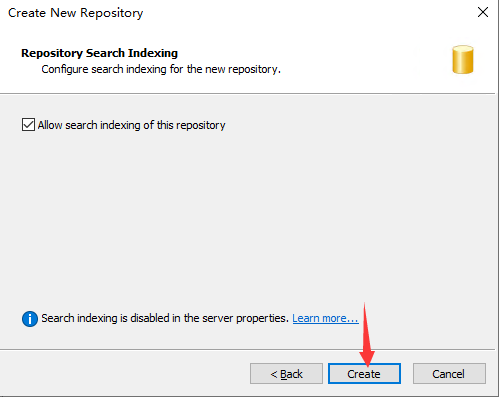 Create New Repository
Repository Search Indexing
Configure search indexing for the new repository.
Allow search indexing of this repository
Search indexing is disabled in the server properties. Learn more...
< Back
Create
Cancel